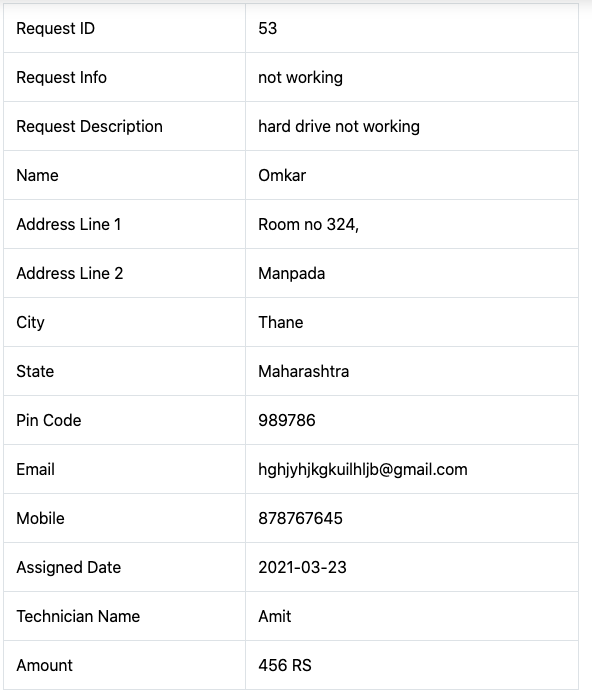 Request ID 53
Request Info not working
Request Description hard drive not working
Name Omkar
Address Line 1 Room no 324,
Address Line 2 Manpada
City Thane
State Maharashtra
Pin Code 989786
Email hghjyhjkgkuilhljb@gmail.com
Mobile 878767645
Assigned Date 2021-03-23
Technician Name Amit
Amount 456 RS